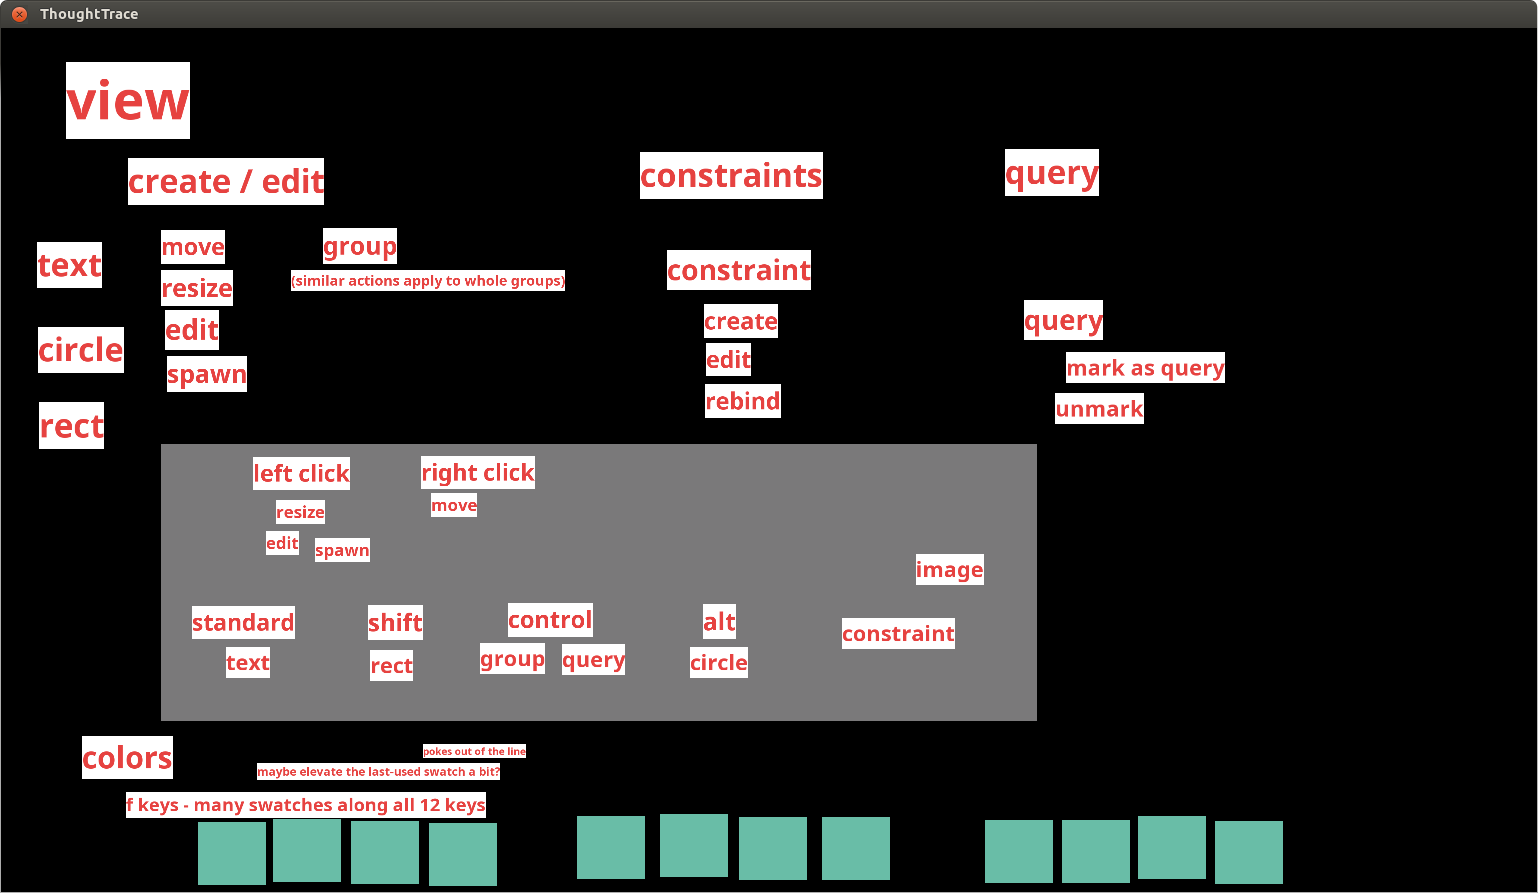 ThoughtTrace
view
create / edit
constraints
query
text
move
group
resize
(similar actions apply to whole groups)
constraint
edit
create
query
circle
edit
mark as query
spawn
rebind
unmark
rect
left click
right click
resize
move
edit
spawn
image
standard
shift
control
alt
constraint
text
rect
group
query
circle
colors
pokes out of the line
maybe elevate the last-used swatch a bit?
f keys - many swatches along all 12 keys